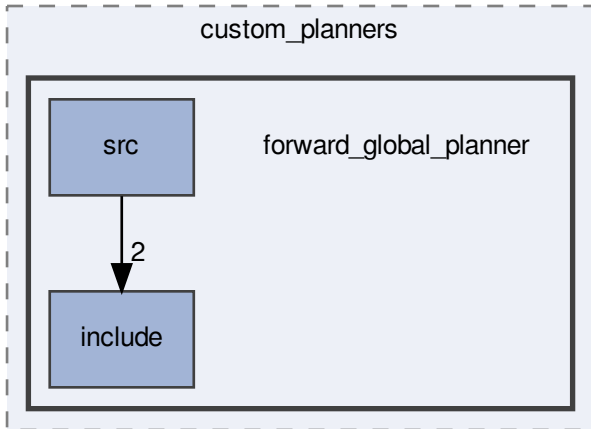 custom_planners
src
forward_global_planner
2
include